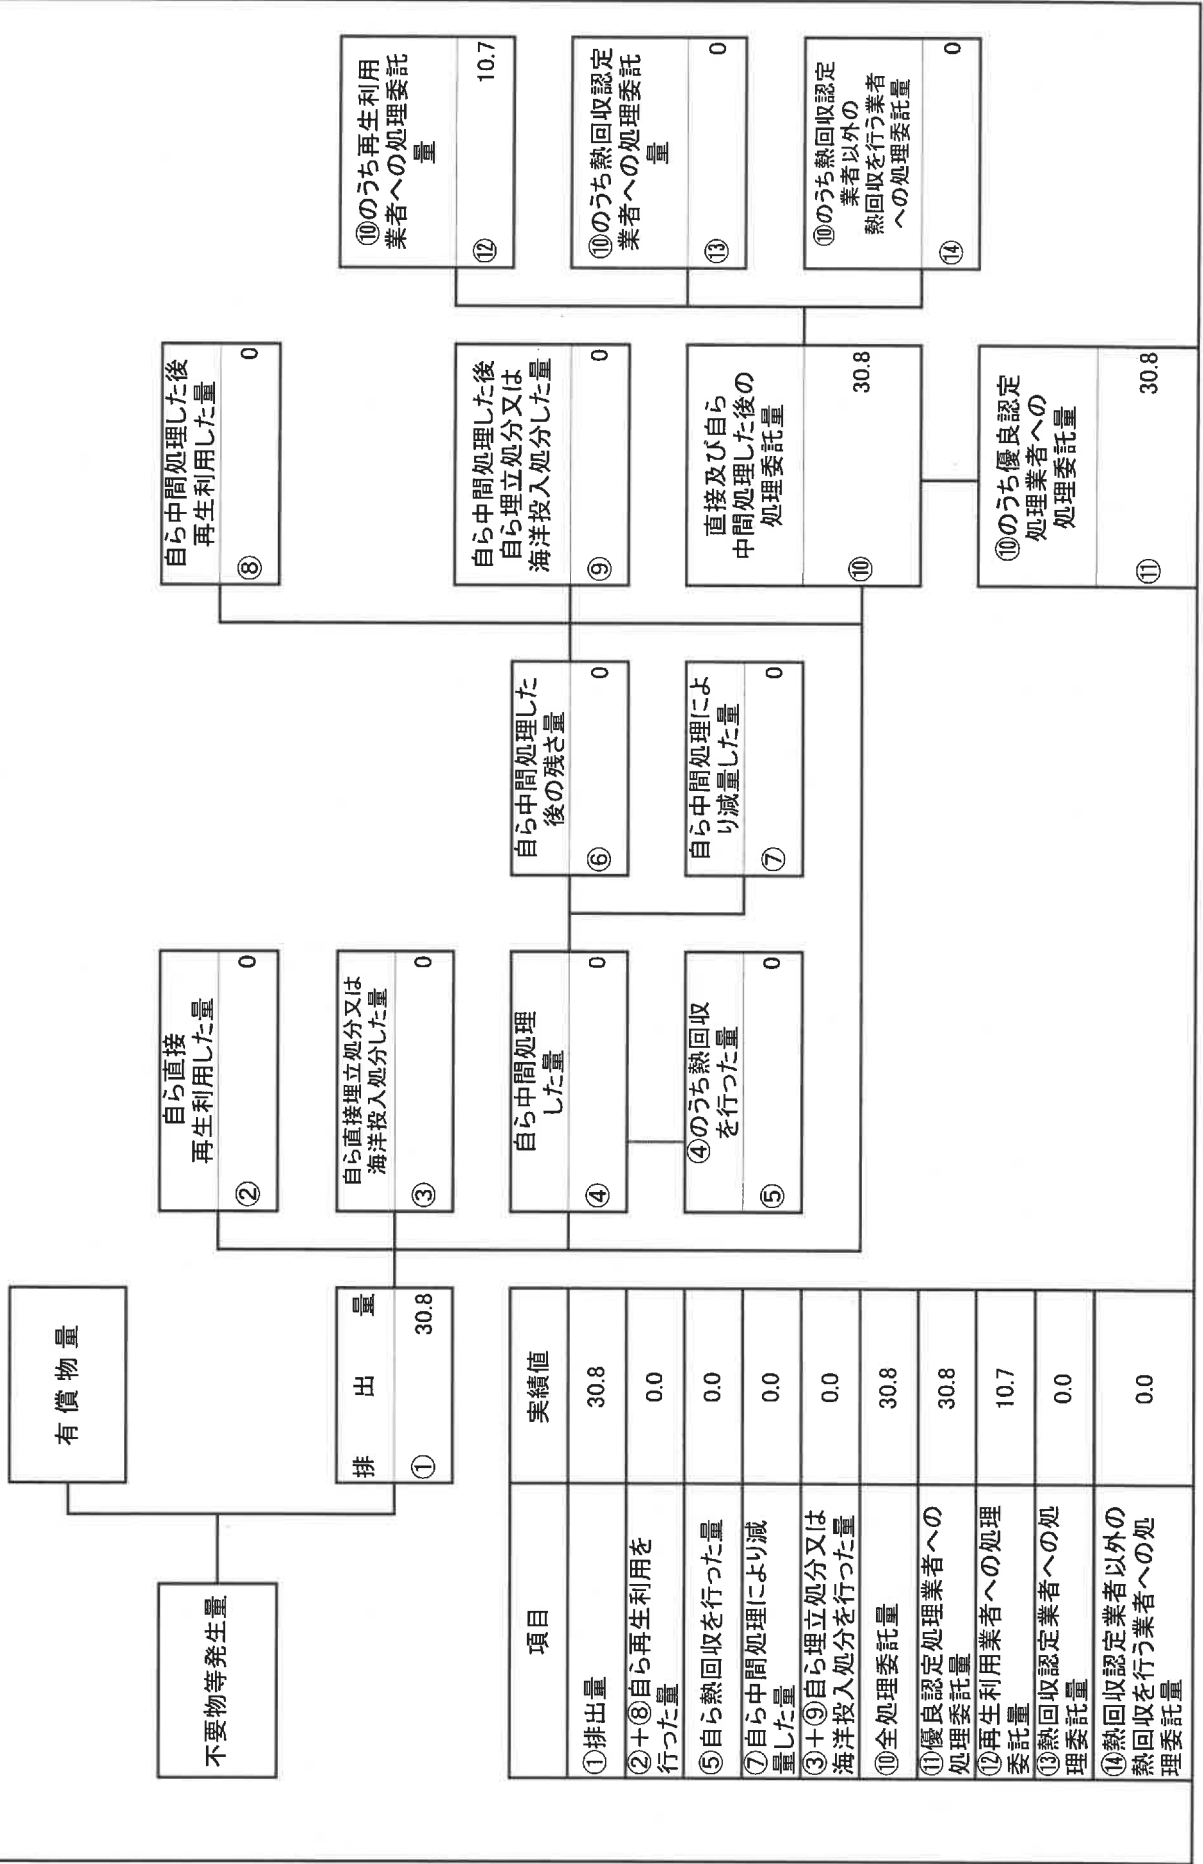 有 償 物 量
不要物等発生量
排 出 量
① 30.8
自ら直接
再生利用した量
② 0
自ら直接埋立処分又は
海洋投入処分した量
③ 0
自ら中間処理
した量
④ 0
④のうち熱回収
を行った量
⑤ 0
自ら中間処理した
後の残さ量
⑥ 0
自ら中間処理によ
り減量した量
⑦ 0
自ら中間処理した後
再生利用した量
⑧ 0
自ら中間処理した後
自ら埋立処分又は
海洋投入処分した量
⑨ 0
直接及び自ら
中間処理した後の
処理委託量
⑩ 30.8
⑩のうち優良認定
処理業者への
処理委託量
⑪ 30.8
⑩のうち再生利用
業者への処理委託
量
⑫ 10.7
⑩のうち熱回収認定
業者への処理委託
量
⑬ 0
⑩のうち熱回収認定
業者以外の
熱回収を行う業者
への処理委託量
⑭ 0
項目 実績値
①排出量 30.8
②+⑧自ら再生利用を
行った量 0.0
⑤自ら熱回収を行った量 0.0
⑦自ら中間処理により減
量した量 0.0
③+⑨自ら埋立処分又は
海洋投入処分を行った量 0.0
⑩全処理委託量 30.8
⑪優良認定処理業者への
処理委託量 30.8
⑫再生利用業者への処理
委託量 10.7
⑬熱回収認定業者への処
理委託量 0.0
⑭熱回収認定業者以外の
熱回収を行う業者への処
理委託量 0.0